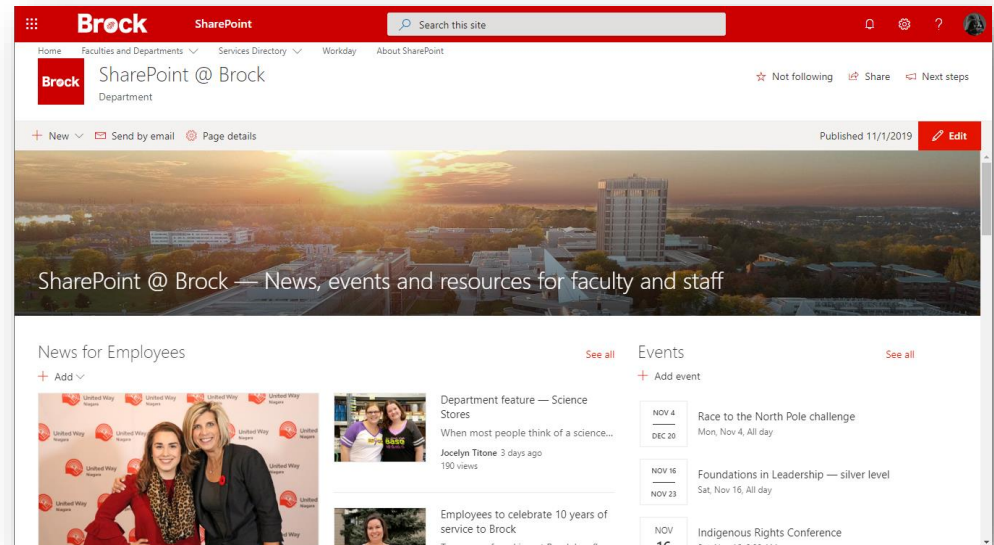 Brock
SharePoint
Search this site
Home Faculties and Departments Services Directory Workday About SharePoint
Brock
SharePoint @ Brock
Department
Not following Share Next steps
New Send by email Page details
Published 11/1/2019 Edit
SharePoint @ Brock — News, events and resources for faculty and staff
News for Employees
See all
Add
United Way
Niagara
Department feature — Science
Stores
When most people think of a science...
Jocelyn Titone 3 days ago
190 views
Employees to celebrate 10 years of
service to Brock
Events
See all
Add event
NOV 4
DEC 20
Race to the North Pole challenge
Mon, Nov 4, All day
NOV 16
NOV 23
Foundations in Leadership — silver level
Sat, Nov 16, All day
NOV
16
Indigenous Rights Conference